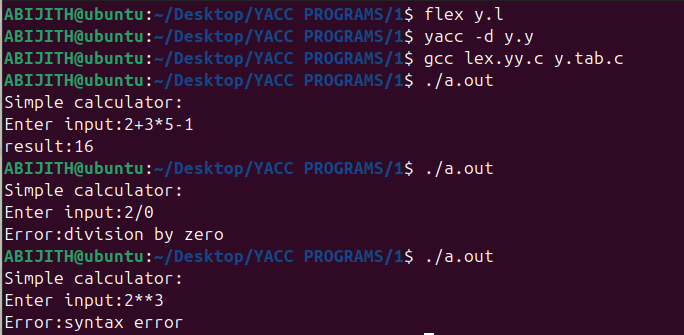 ABIJITH@ubuntu:~/Desktop/YACC PROGRAMS/1$ flex y.l
ABIJITH@ubuntu:~/Desktop/YACC PROGRAMS/1$ yacc -d y.y
ABIJITH@ubuntu:~/Desktop/YACC PROGRAMS/1$ gcc lex.yy.c y.tab.c
ABIJITH@ubuntu:~/Desktop/YACC PROGRAMS/1$ ./a.out
Simple calculator:
Enter input:2+3*5-1
result:16
ABIJITH@ubuntu:~/Desktop/YACC PROGRAMS/1$ ./a.out
Simple calculator:
Enter input:2/0
Error:division by zero
ABIJITH@ubuntu:~/Desktop/YACC PROGRAMS/1$ ./a.out
Simple calculator:
Enter input:2**3
Error:syntax error